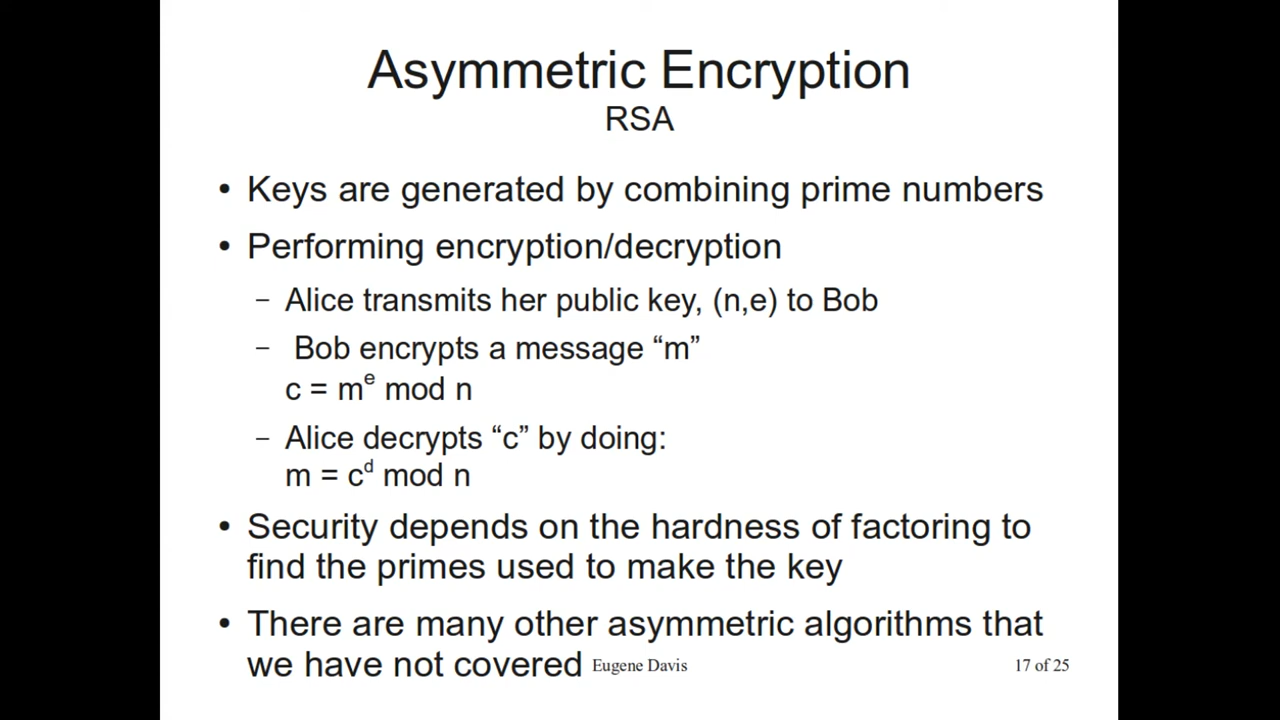 Asymmetric Encryption
RSA
• Keys are generated by combining prime numbers
• Performing encryption/decryption
– Alice transmits her public key, (n,e) to Bob
– Bob encrypts a message “m”
c = mᵉ mod n
– Alice decrypts “c” by doing:
m = cᵈ mod n
• Security depends on the hardness of factoring to
find the primes used to make the key
• There are many other asymmetric algorithms that
we have not covered
Eugene Davis
17 of 25